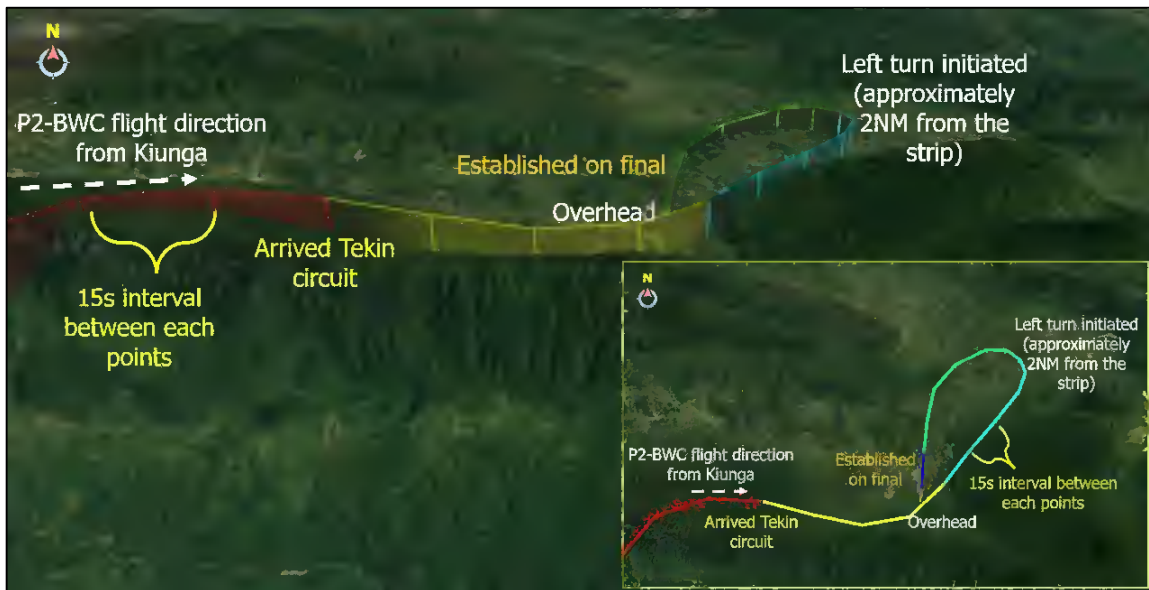 N
P2-BWC flight direction
from Kiunga
15s interval
between each
points
Arrived Tekin
circuit
Established on final
Overhead
Left turn initiated
(approximately
2NM from the
strip)
N
P2-BWC flight direction
from Kiunga
Arrived Tekin
circuit
Established
on final
Overhead
15s interval between
each points
Left turn initiated
(approximately
2NM from the
strip)